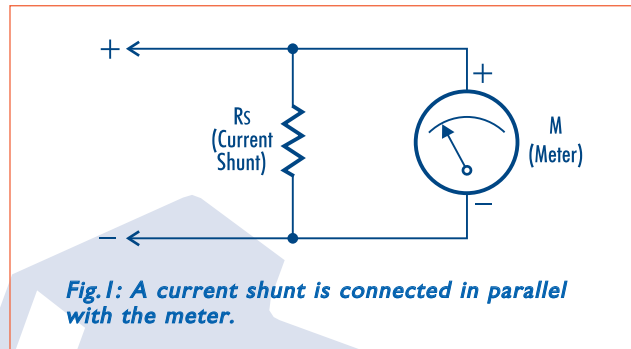 +
+
Rs
(Current
Shunt)
M
(Meter)
–
–
Fig.1: A current shunt is connected in parallel
with the meter.